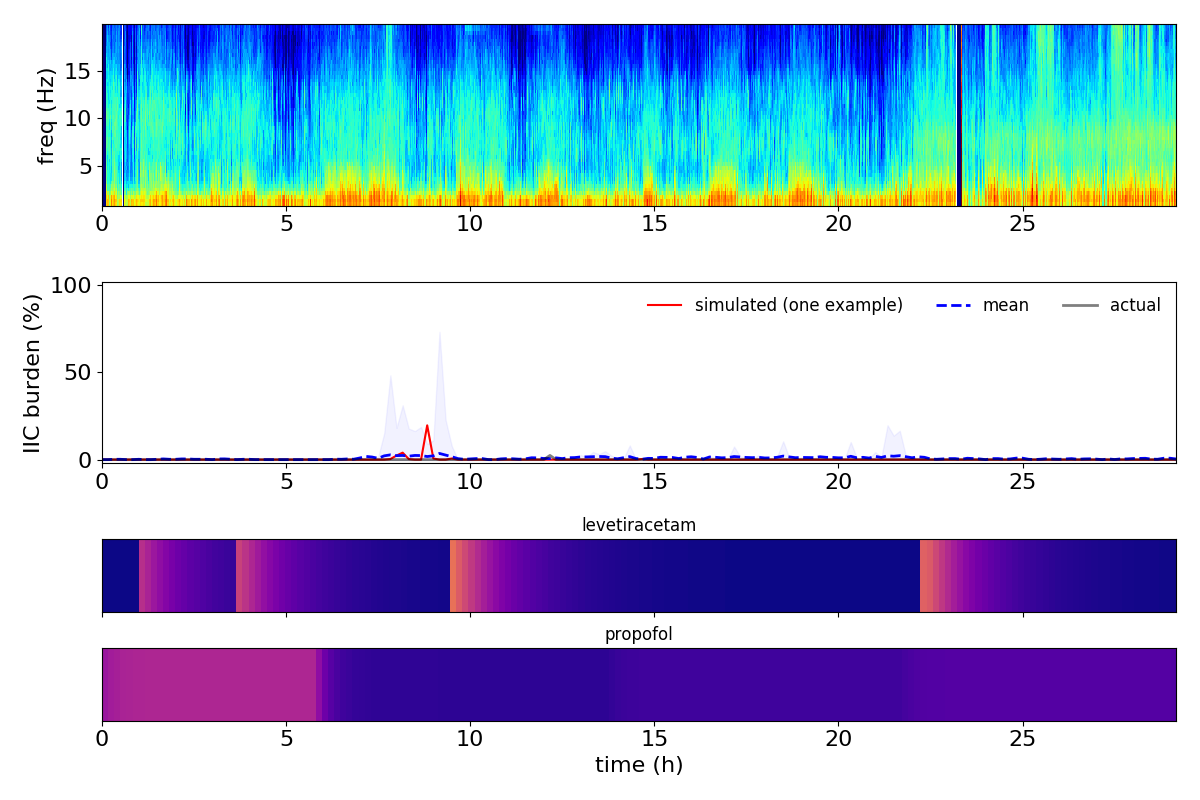 freq (Hz)
15
10
5
0 5 10 15 20 25
IIC burden (%)
100
50
0
simulated (one example) mean actual
0 5 10 15 20 25
levetiracetam
propofol
0 5 10 15 20 25
time (h)